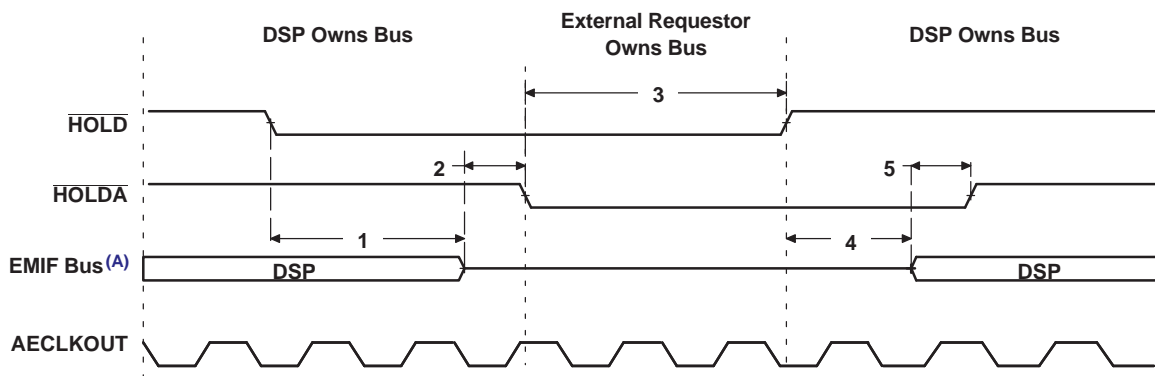 DSP Owns Bus
External Requestor
Owns Bus
DSP Owns Bus
3
HOLD
2
5
HOLDA
1
4
EMIF Bus(A)
DSP
DSP
AECLKOUT